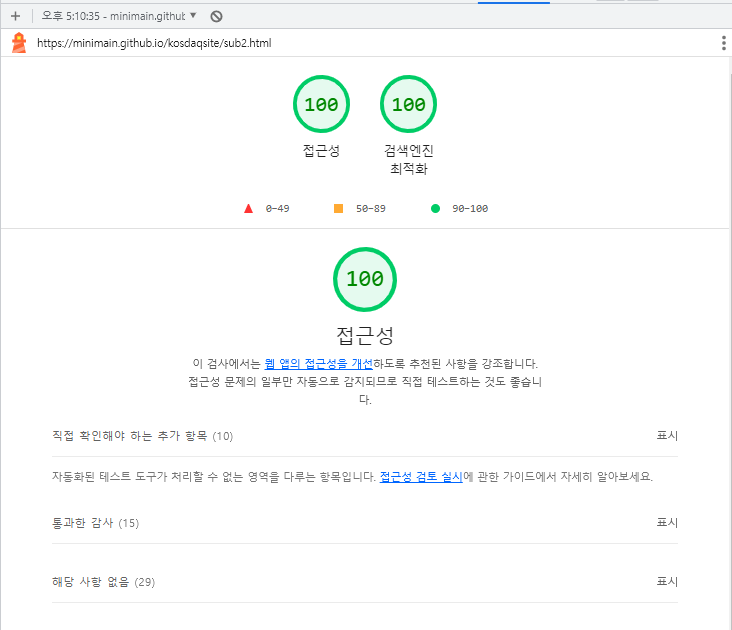 오후 5:10:35 - minimain.github
https://minimain.github.io/kosdaqsite/sub2.html
100
100
접근성
검색엔진
최적화
0–49
50–89
90–100
100
접근성
이 검사에서는 웹 앱의 접근성을 개선하도록 추천된 사항을 강조합니다.
접근성 문제의 일부만 자동으로 감지되므로 직접 테스트하는 것도 좋습니
다.
직접 확인해야 하는 추가 항목 (10)
표시
자동화된 테스트 도구가 처리할 수 없는 영역을 다루는 항목입니다. 접근성 검토 실시에 관한 가이드에서 자세히 알아보세요.
통과한 감사 (15)
표시
해당 사항 없음 (29)
표시